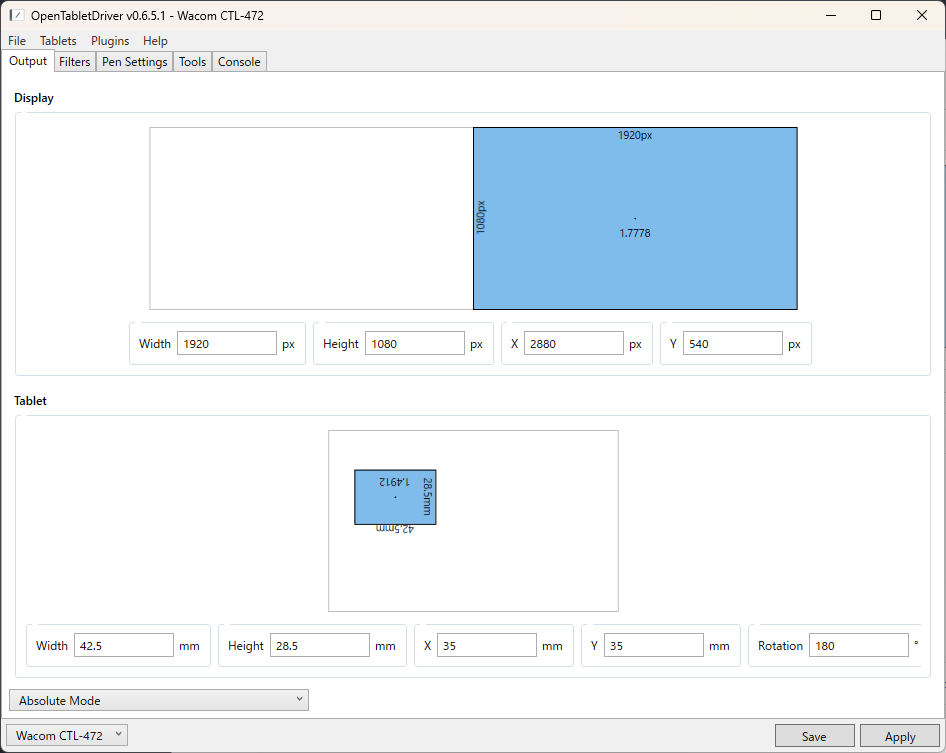 OpenTabletDriver v0.6.5.1 - Wacom CTL-472
File Tablets Plugins Help
Output Filters Pen Settings Tools Console
Display
1920px
1080px
1.7778
Width 1920 px Height 1080 px X 2880 px Y 540 px
Tablet
1.4912
28.5mm
42.5mm
Width 42.5 mm Height 28.5 mm X 35 mm Y 35 mm Rotation 180 °
Absolute Mode
Wacom CTL-472 Save Apply